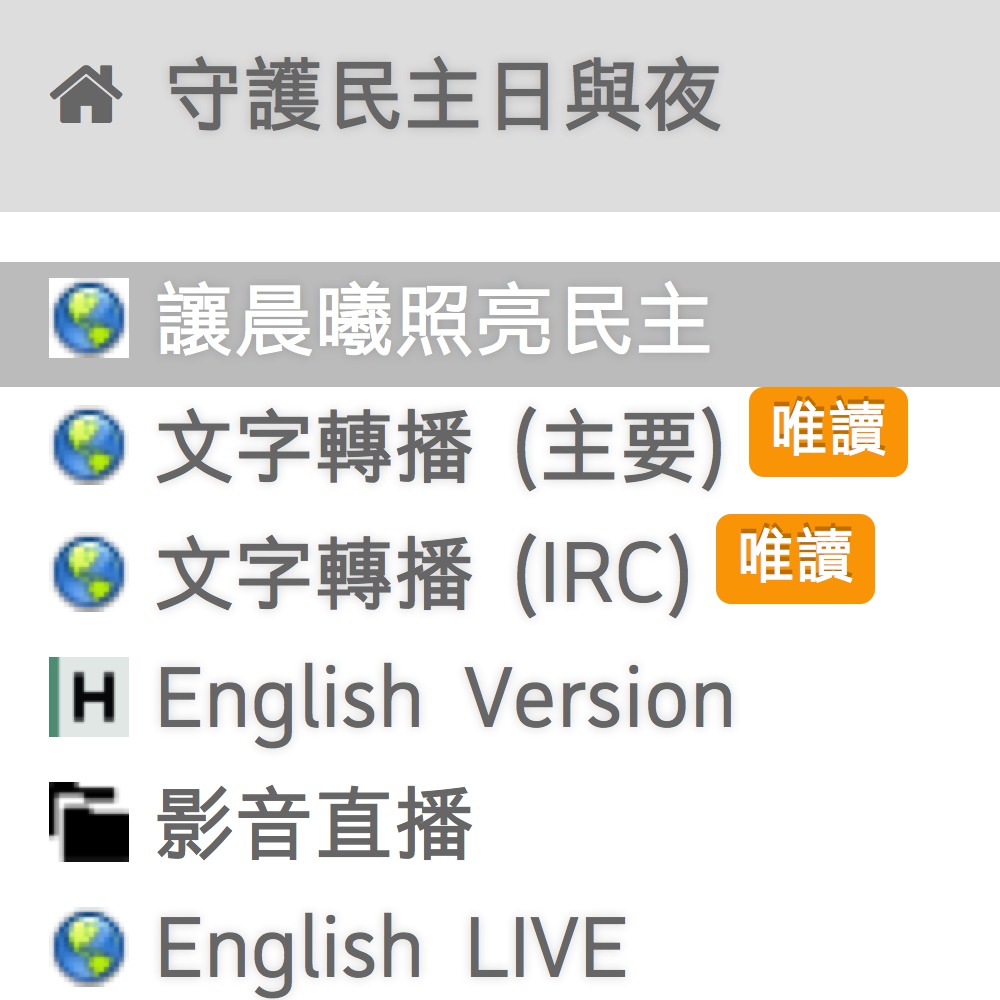 守護民主日與夜
讓晨曦照亮民主
文字轉播 (主要) 唯讀
文字轉播 (IRC) 唯讀
H English Version
影音直播
English LIVE